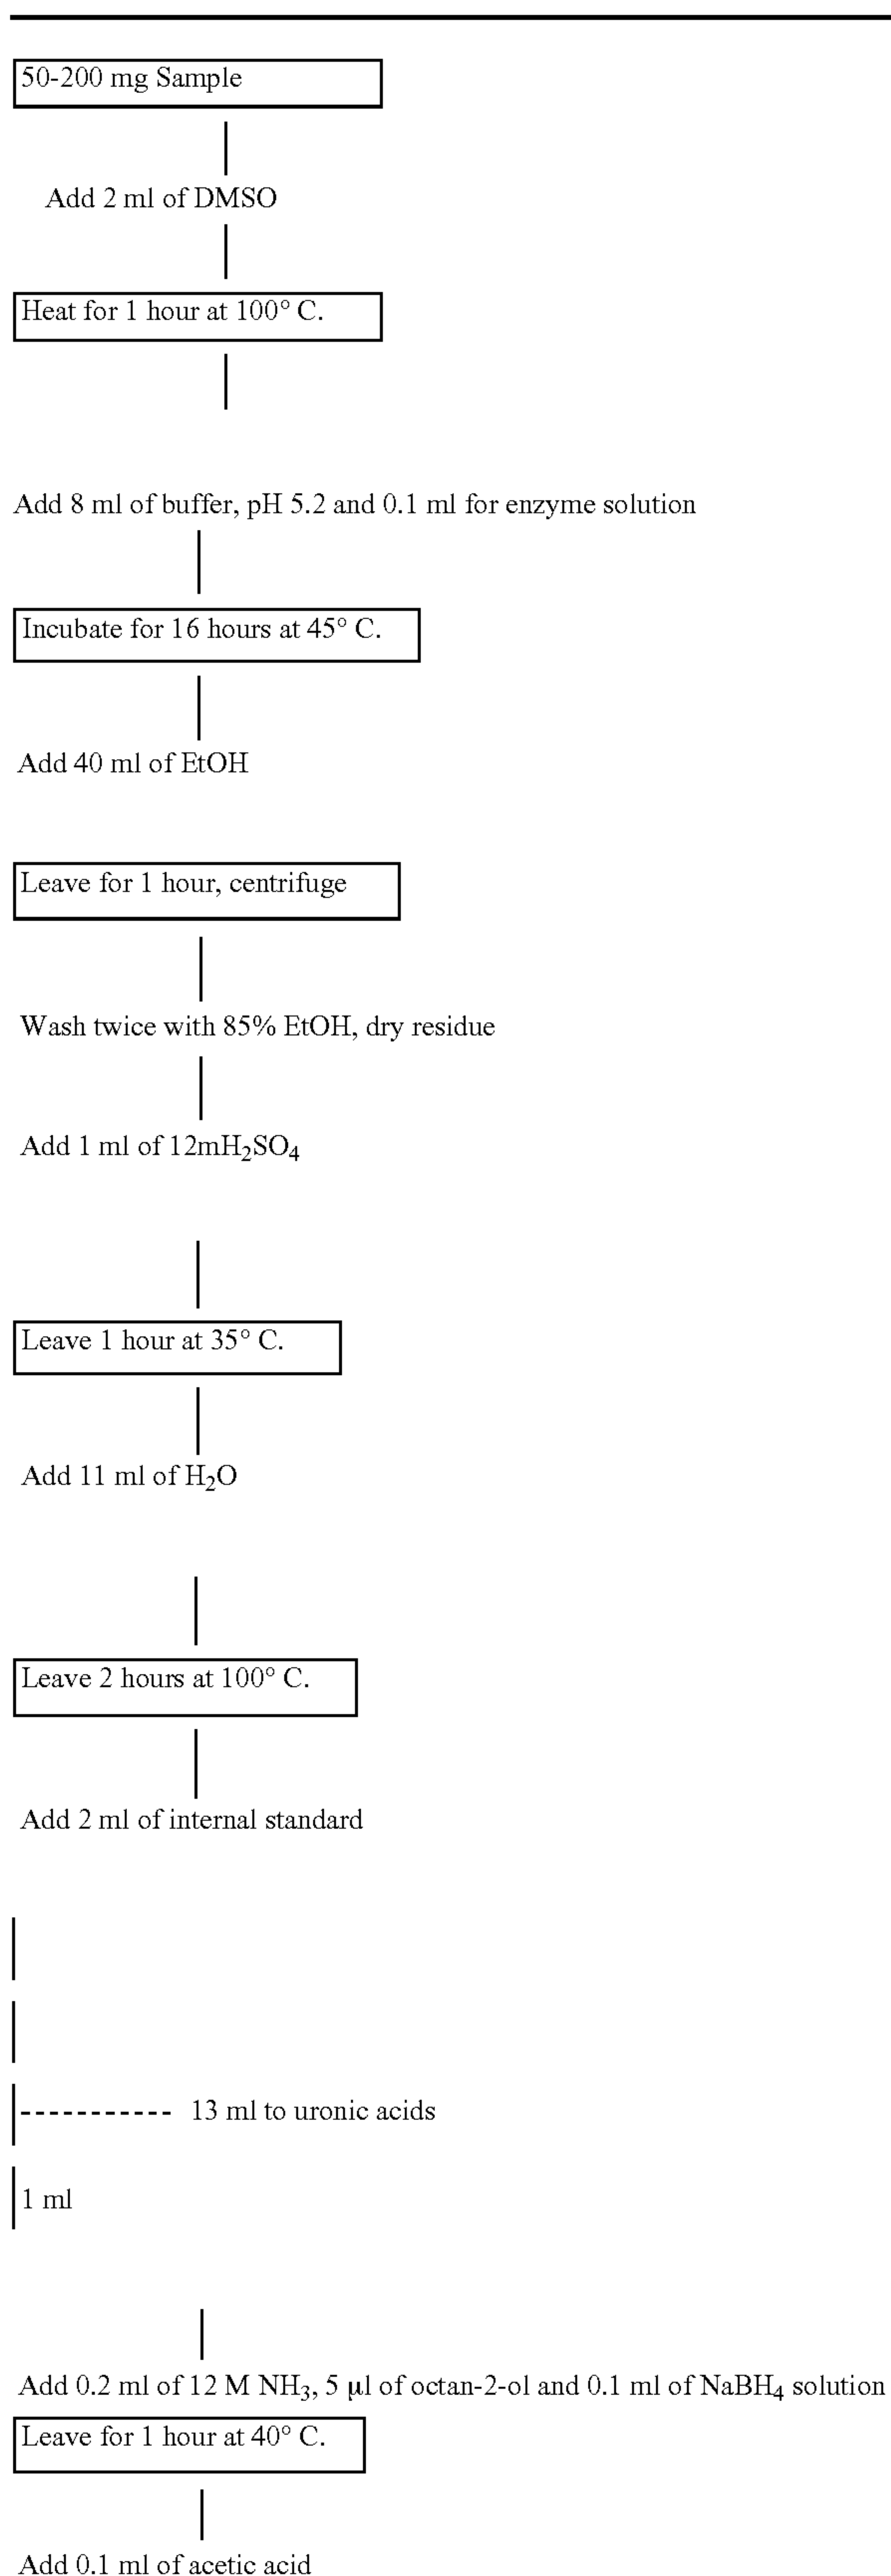 50-200 mg Sample
Add 2 ml of DMSO
Heat for 1 hour at 100° C.
Add 8 ml of buffer, pH 5.2 and 0.1 ml for enzyme solution
Incubate for 16 hours at 45° C.
Add 40 ml of EtOH
Leave for 1 hour, centrifuge
Wash twice with 85% EtOH, dry residue
Add 1 ml of 12mH₂SO₄
Leave 1 hour at 35° C.
Add 11 ml of H₂O
Leave 2 hours at 100° C.
Add 2 ml of internal standard
----------- 13 ml to uronic acids
1 ml
Add 0.2 ml of 12 M NH₃, 5 μl of octan-2-ol and 0.1 ml of NaBH₄ solution
Leave for 1 hour at 40° C.
Add 0.1 ml of acetic acid